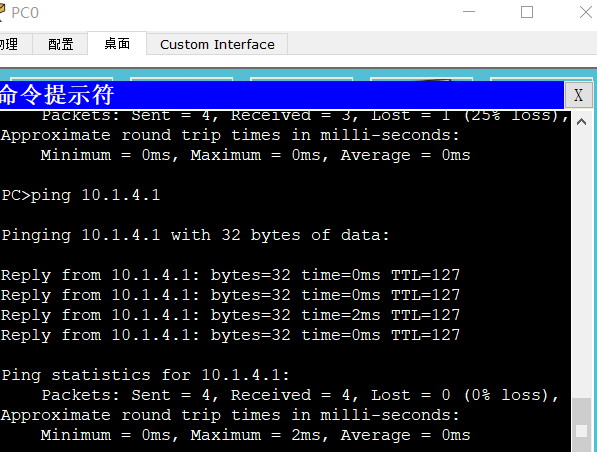 PC0
物理 配置 桌面 Custom Interface
命令提示符 X
Packets: Sent = 4, Received = 3, Lost = 1 (25% loss),
Approximate round trip times in milli-seconds:
Minimum = 0ms, Maximum = 0ms, Average = 0ms
PC>ping 10.1.4.1
Pinging 10.1.4.1 with 32 bytes of data:
Reply from 10.1.4.1: bytes=32 time=0ms TTL=127
Reply from 10.1.4.1: bytes=32 time=0ms TTL=127
Reply from 10.1.4.1: bytes=32 time=2ms TTL=127
Reply from 10.1.4.1: bytes=32 time=0ms TTL=127
Ping statistics for 10.1.4.1:
Packets: Sent = 4, Received = 4, Lost = 0 (0% loss),
Approximate round trip times in milli-seconds:
Minimum = 0ms, Maximum = 2ms, Average = 0ms